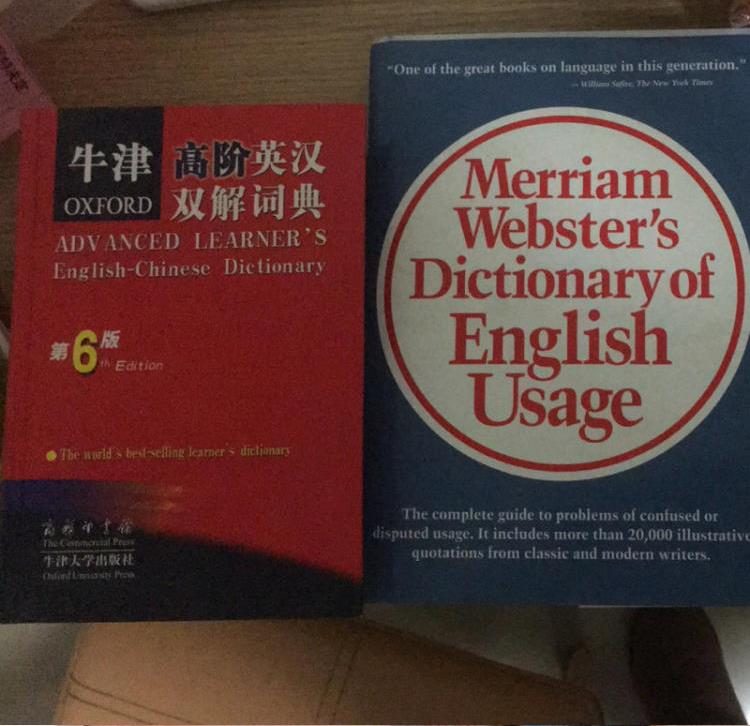 牛津
OXFORD
高阶英汉
双解词典
ADVANCED LEARNER'S
English-Chinese Dictionary
第6版
th Edition
The world's best-selling learner's dictionary
商务印书馆
The Commercial Press
牛津大学出版社
Oxford University Press
"One of the great books on language in this generation."
— William Safire, The New York Times
Merriam
Webster's
Dictionary of
English
Usage
The complete guide to problems of confused or
disputed usage. It includes more than 20,000 illustrative
quotations from classic and modern writers.